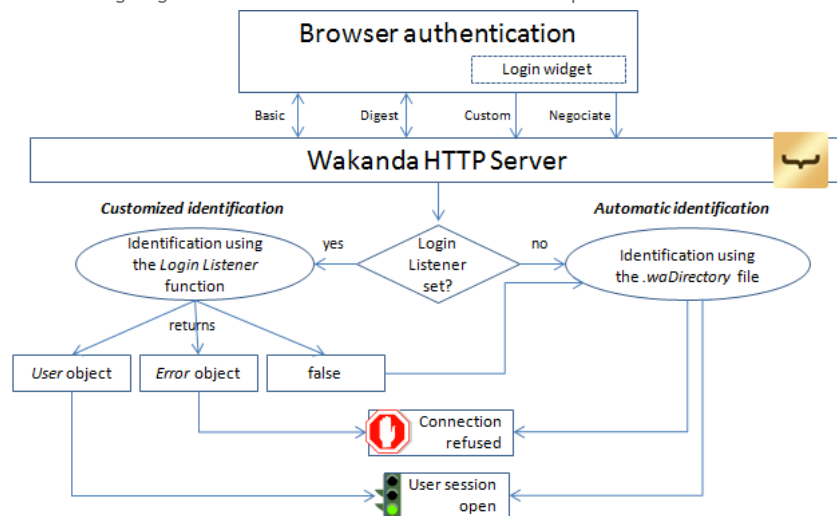 Browser authentication
Login widget
Basic
Digest
Custom
Negociate
Wakanda HTTP Server
Customized identification
Automatic identification
Identification using
the Login Listener
function
yes
Login
Listener
set?
no
Identification using
the .waDirectory file
returns
User object
Error object
false
Connection
refused
User session
open